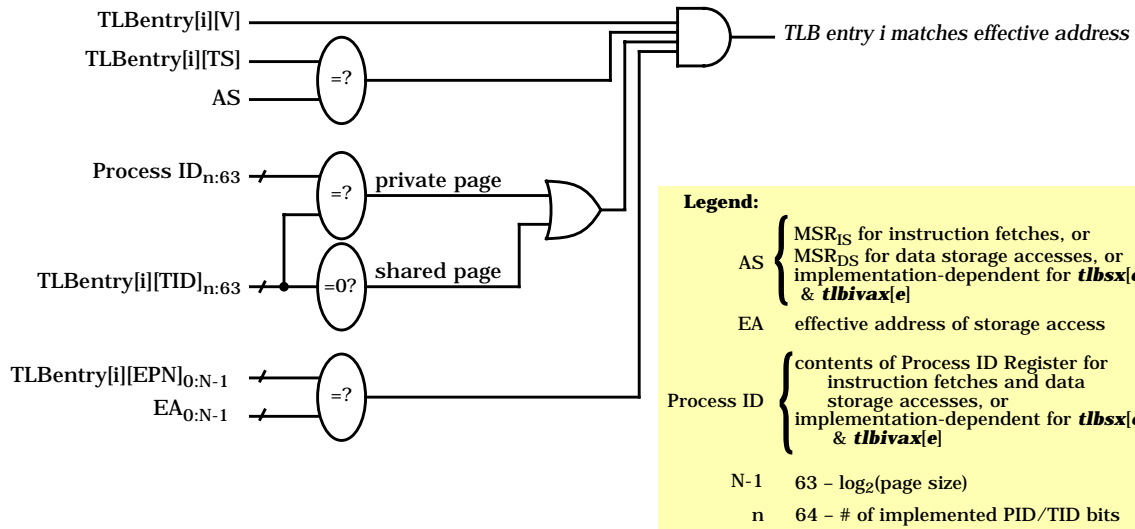 TLBentry[i][V]
TLB entry i matches effective address
TLBentry[i][TS]
=?
AS
Process ID n:63
=?
private page
TLBentry[i][TID] n:63
=0?
shared page
TLBentry[i][EPN] 0:N-1
=?
EA 0:N-1
Legend:
AS
MSR IS for instruction fetches, or
MSR DS for data storage accesses, or
implementation-dependent for tlbsx[e
& tlbivax[e]
EA effective address of storage access
Process ID
contents of Process ID Register for
instruction fetches and data
storage accesses, or
implementation-dependent for tlbsx[e
& tlbivax[e]
N-1 63 – log2(page size)
n 64 – # of implemented PID/TID bits